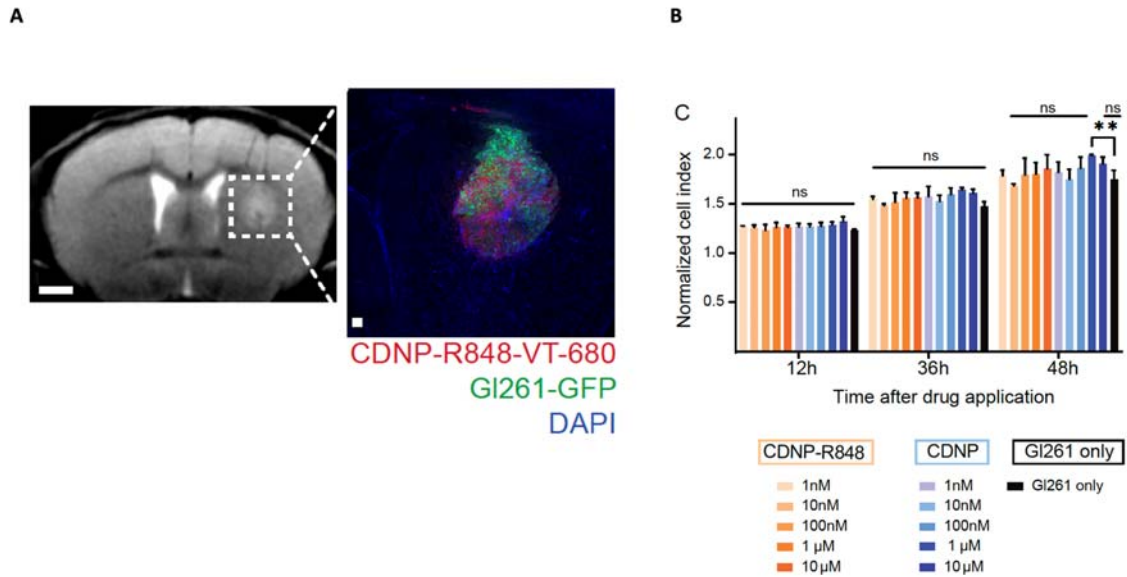 A
B
CDNP-R848-VT-680
Gl261-GFP
DAPI
C
Normalized cell index
2.0
1.5
1.0
0.5
ns
ns
ns
ns
**
12h
36h
48h
Time after drug application
CDNP-R848
1nM
10nM
100nM
1 µM
10µM
CDNP
1nM
10nM
100nM
1 µM
10µM
Gl261 only
Gl261 only